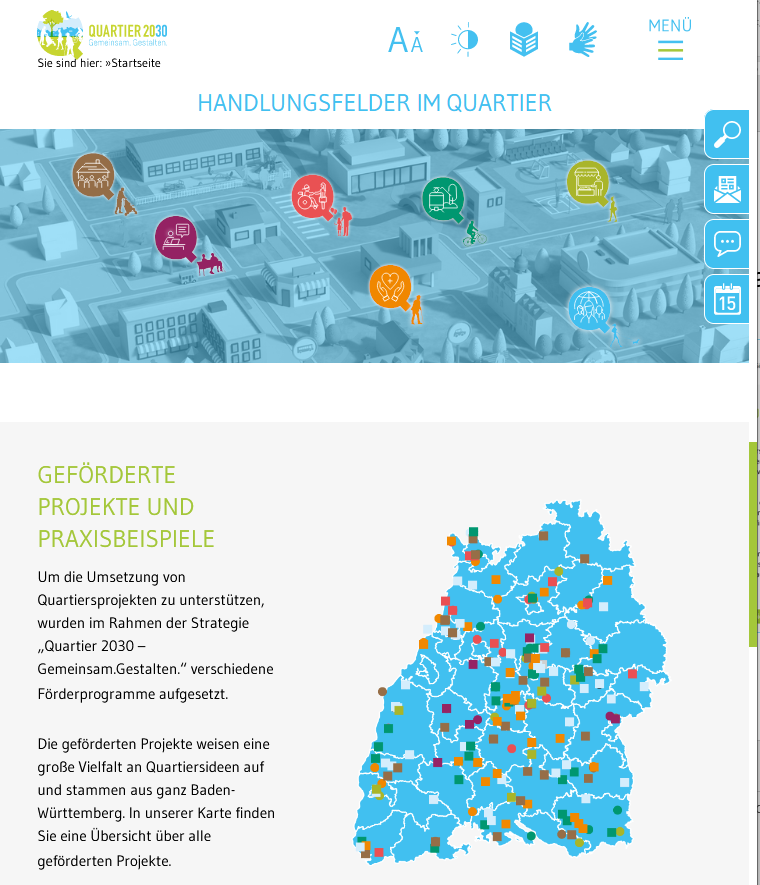 QUARTIER 2030
Gemeinsam. Gestalten.
Sie sind hier: »Startseite
AA
MENÜ
HANDLUNGSFELDER IM QUARTIER
15
GEFÖRDERTE
PROJEKTE UND
PRAXISBEISPIELE
Um die Umsetzung von
Quartiersprojekten zu unterstützen,
wurden im Rahmen der Strategie
„Quartier 2030 –
Gemeinsam.Gestalten.“ verschiedene
Förderprogramme aufgesetzt.
Die geförderten Projekte weisen eine
große Vielfalt an Quartiersideen auf
und stammen aus ganz Baden-
Württemberg. In unserer Karte finden
Sie eine Übersicht über alle
geförderten Projekte.